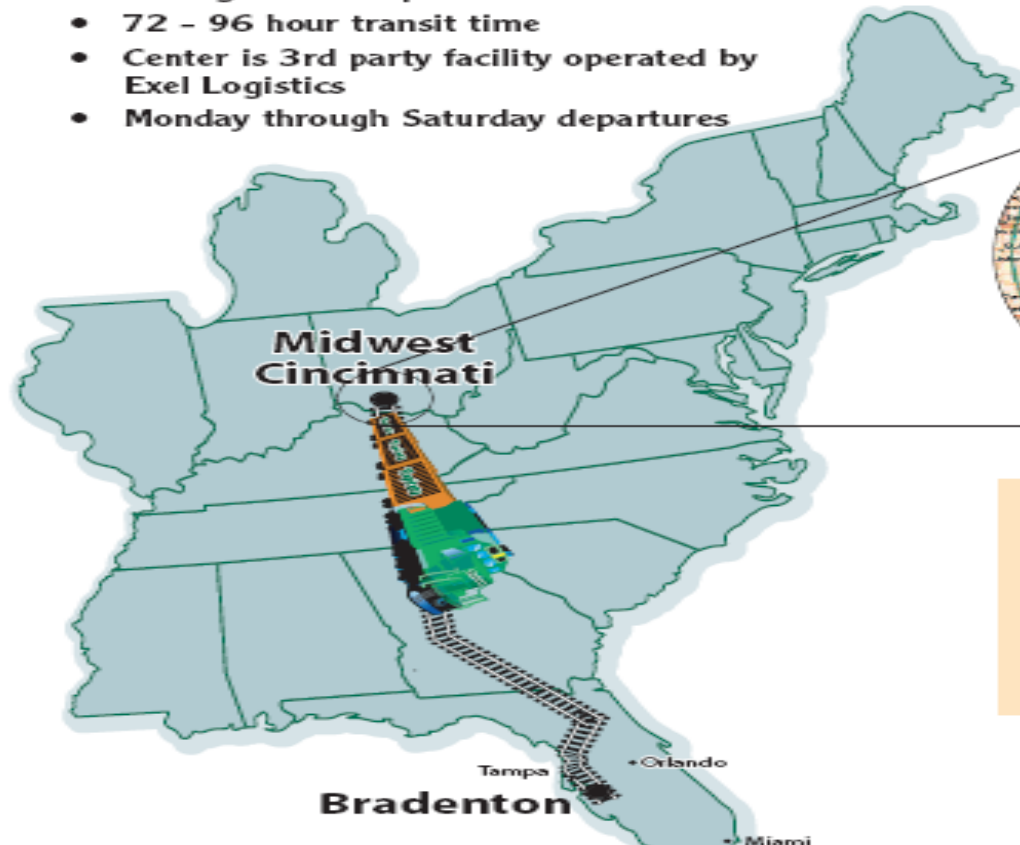 • 72 – 96 hour transit time
• Center is 3rd party facility operated by
Exel Logistics
• Monday through Saturday departures
Midwest
Cincinnati
Tampa
•Orlando
Bradenton
•Miami